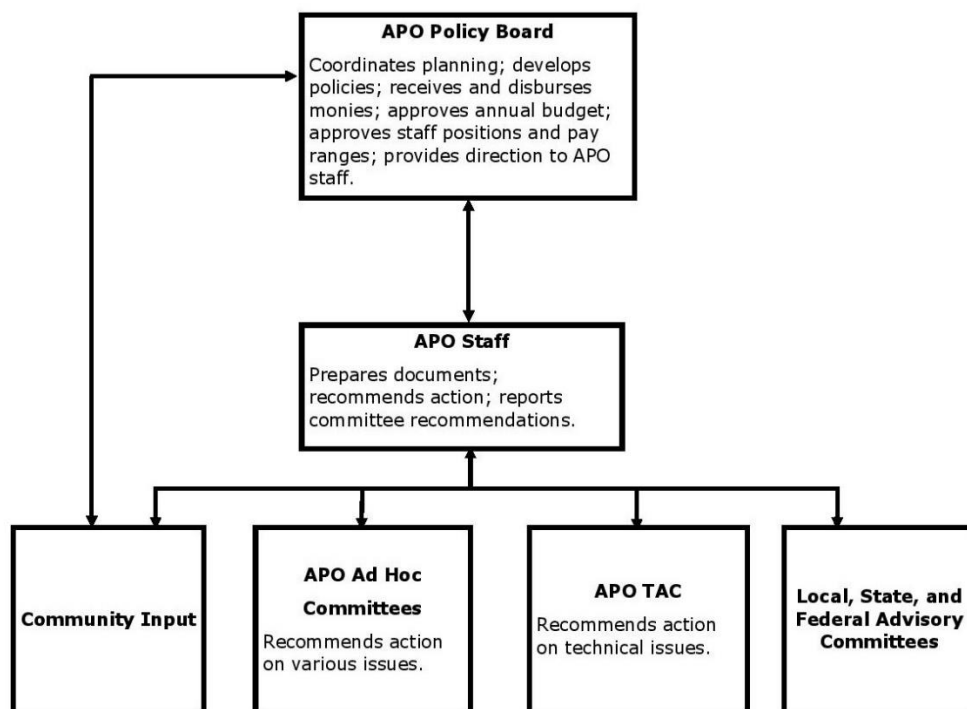 APO Policy Board
Coordinates planning; develops
policies; receives and disburses
monies; approves annual budget;
approves staff positions and pay
ranges; provides direction to APO
staff.
APO Staff
Prepares documents;
recommends action; reports
committee recommendations.
Community Input
APO Ad Hoc
Committees
Recommends action
on various issues.
APO TAC
Recommends action
on technical issues.
Local, State, and
Federal Advisory
Committees